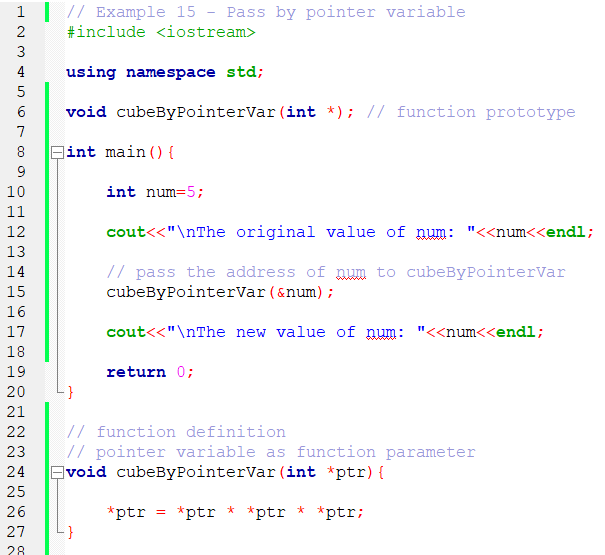 1 // Example 15 - Pass by pointer variable
2 #include <iostream>
3
4 using namespace std;
5
6 void cubeByPointerVar(int *); // function prototype
7
8 int main(){
9
10 int num=5;
11
12 cout<<"\nThe original value of num: "<<num<<endl;
13
14 // pass the address of num to cubeByPointerVar
15 cubeByPointerVar(&num);
16
17 cout<<"\nThe new value of num: "<<num<<endl;
18
19 return 0;
20 }
21
22 // function definition
23 // pointer variable as function parameter
24 void cubeByPointerVar(int *ptr){
25
26 *ptr = *ptr * *ptr * *ptr;
27 }
28